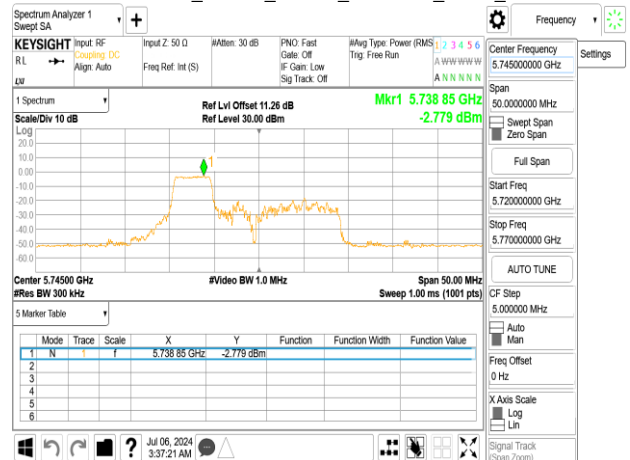 Spectrum Analyzer 1
Swept SA
+
Frequency
KEYSIGHT Input: RF Input Z: 50 Ω #Atten: 30 dB PNO: Fast #Avg Type: Power (RMS 1 2 3 4 5 6
RL Coupling: DC Gate: Off Trig: Free Run A W W W W W
Align: Auto Freq Ref: Int (S) IF Gain: Low
Sig Track: Off A N N N N N
1 Spectrum Ref Lvl Offset 11.26 dB Mkr1 5.738 85 GHz
Scale/Div 10 dB Ref Level 30.00 dBm -2.779 dBm
Log
20.0
10.0
0.00
-10.0
-20.0
-30.0
-40.0
-50.0
-60.0
1
Center 5.74500 GHz #Video BW 1.0 MHz Span 50.00 MHz
#Res BW 300 kHz Sweep 1.00 ms (1001 pts)
5 Marker Table
Mode Trace Scale X Y Function Function Width Function Value
1 N 1 f 5.738 85 GHz -2.779 dBm
2
3
4
5
6
? Jul 06, 2024
3:37:21 AM
Center Frequency
5.745000000 GHz
Settings
Span
50.0000000 MHz
Swept Span
Zero Span
Full Span
Start Freq
5.720000000 GHz
Stop Freq
5.770000000 GHz
AUTO TUNE
CF Step
5.000000 MHz
Auto
Man
Freq Offset
0 Hz
X Axis Scale
Log
Lin
Signal Track
(Span Zoom)